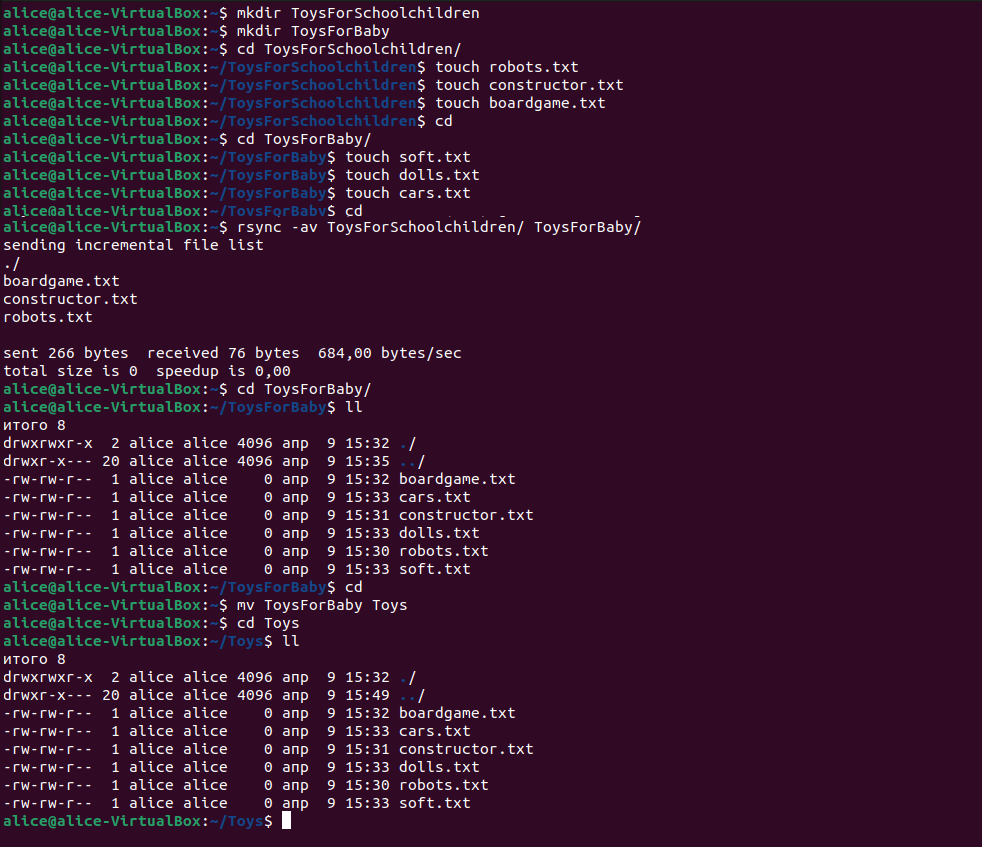 alice@alice-VirtualBox:~$ mkdir ToysForSchoolchildren
alice@alice-VirtualBox:~$ mkdir ToysForBaby
alice@alice-VirtualBox:~$ cd ToysForSchoolchildren/
alice@alice-VirtualBox:~/ToysForSchoolchildren$ touch robots.txt
alice@alice-VirtualBox:~/ToysForSchoolchildren$ touch constructor.txt
alice@alice-VirtualBox:~/ToysForSchoolchildren$ touch boardgame.txt
alice@alice-VirtualBox:~/ToysForSchoolchildren$ cd
alice@alice-VirtualBox:~$ cd ToysForBaby/
alice@alice-VirtualBox:~/ToysForBaby$ touch soft.txt
alice@alice-VirtualBox:~/ToysForBaby$ touch dolls.txt
alice@alice-VirtualBox:~/ToysForBaby$ touch cars.txt
alice@alice-VirtualBox:~/ToysForBaby$ cd
alice@alice-VirtualBox:~$ rsync -av ToysForSchoolchildren/ ToysForBaby/
sending incremental file list
./
boardgame.txt
constructor.txt
robots.txt

sent 266 bytes  received 76 bytes  684,00 bytes/sec
total size is 0  speedup is 0,00
alice@alice-VirtualBox:~$ cd ToysForBaby/
alice@alice-VirtualBox:~/ToysForBaby$ ll
итого 8
drwxrwxr-x  2 alice alice 4096 апр  9 15:32 ./
drwxr-x--- 20 alice alice 4096 апр  9 15:35 ../
-rw-rw-r--  1 alice alice    0 апр  9 15:32 boardgame.txt
-rw-rw-r--  1 alice alice    0 апр  9 15:33 cars.txt
-rw-rw-r--  1 alice alice    0 апр  9 15:31 constructor.txt
-rw-rw-r--  1 alice alice    0 апр  9 15:33 dolls.txt
-rw-rw-r--  1 alice alice    0 апр  9 15:30 robots.txt
-rw-rw-r--  1 alice alice    0 апр  9 15:33 soft.txt
alice@alice-VirtualBox:~/ToysForBaby$ cd
alice@alice-VirtualBox:~$ mv ToysForBaby Toys
alice@alice-VirtualBox:~$ cd Toys
alice@alice-VirtualBox:~/Toys$ ll
итого 8
drwxrwxr-x  2 alice alice 4096 апр  9 15:32 ./
drwxr-x--- 20 alice alice 4096 апр  9 15:49 ../
-rw-rw-r--  1 alice alice    0 апр  9 15:32 boardgame.txt
-rw-rw-r--  1 alice alice    0 апр  9 15:33 cars.txt
-rw-rw-r--  1 alice alice    0 апр  9 15:31 constructor.txt
-rw-rw-r--  1 alice alice    0 апр  9 15:33 dolls.txt
-rw-rw-r--  1 alice alice    0 апр  9 15:30 robots.txt
-rw-rw-r--  1 alice alice    0 апр  9 15:33 soft.txt
alice@alice-VirtualBox:~/Toys$